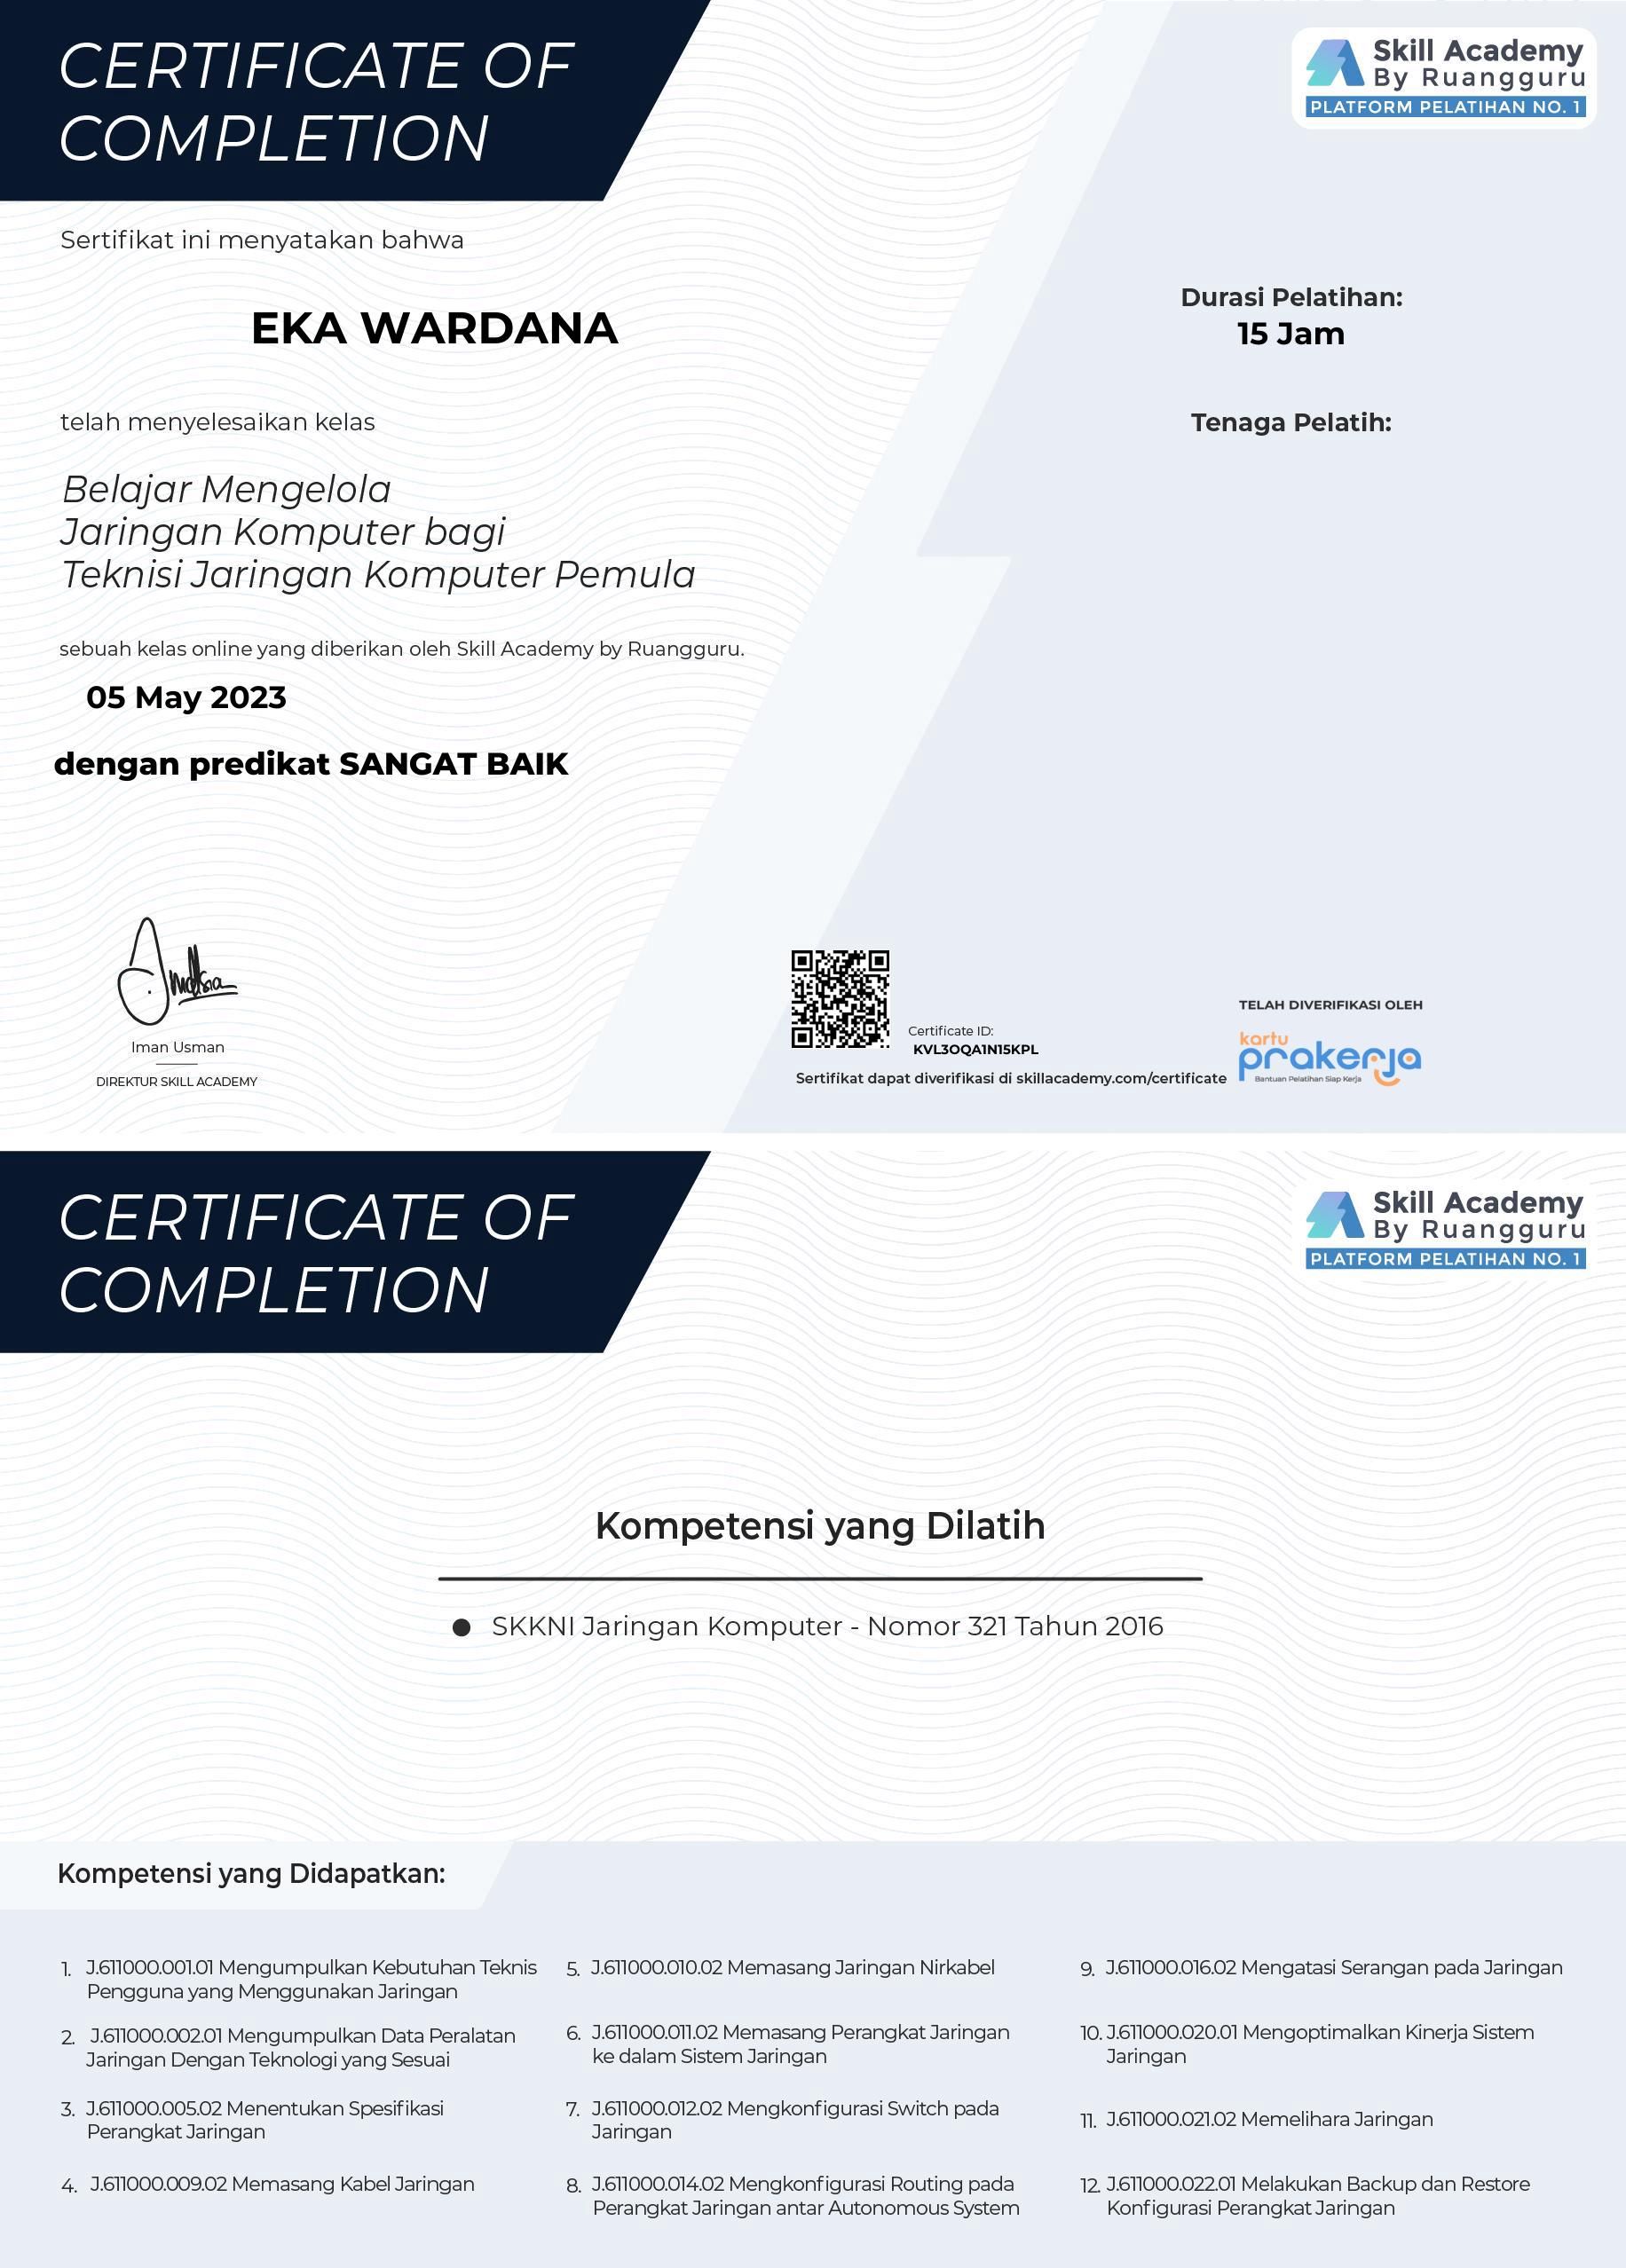 CERTIFICATE OF
COMPLETION
Skill Academy
By Ruangguru
PLATFORM PELATIHAN NO. 1
Sertifikat ini menyatakan bahwa
EKA WARDANA
telah menyelesaikan kelas
Belajar Mengelola
Jaringan Komputer bagi
Teknisi Jaringan Komputer Pemula
sebuah kelas online yang diberikan oleh Skill Academy by Ruangguru.
05 May 2023
dengan predikat SANGAT BAIK
Durasi Pelatihan:
15 Jam
Tenaga Pelatih:
Iman Usman
DIREKTUR SKILL ACADEMY
Certificate ID:
KVL3OQA1N15KPL
Sertifikat dapat diverifikasi di skillacademy.com/certificate
TELAH DIVERIFIKASI OLEH
kartu
prakerja
Bantuan Pelatihan Siap Kerja
CERTIFICATE OF
COMPLETION
Skill Academy
By Ruangguru
PLATFORM PELATIHAN NO. 1
Kompetensi yang Dilatih
● SKKNI Jaringan Komputer - Nomor 321 Tahun 2016
Kompetensi yang Didapatkan:
1. J.611000.001.01 Mengumpulkan Kebutuhan Teknis
Pengguna yang Menggunakan Jaringan
2. J.611000.002.01 Mengumpulkan Data Peralatan
Jaringan Dengan Teknologi yang Sesuai
3. J.611000.005.02 Menentukan Spesifikasi
Perangkat Jaringan
4. J.611000.009.02 Memasang Kabel Jaringan
5. J.611000.010.02 Memasang Jaringan Nirkabel
6. J.611000.011.02 Memasang Perangkat Jaringan
ke dalam Sistem Jaringan
7. J.611000.012.02 Mengkonfigurasi Switch pada
Jaringan
8. J.611000.014.02 Mengkonfigurasi Routing pada
Perangkat Jaringan antar Autonomous System
9. J.611000.016.02 Mengatasi Serangan pada Jaringan
10. J.611000.020.01 Mengoptimalkan Kinerja Sistem
Jaringan
11. J.611000.021.02 Memelihara Jaringan
12. J.611000.022.01 Melakukan Backup dan Restore
Konfigurasi Perangkat Jaringan